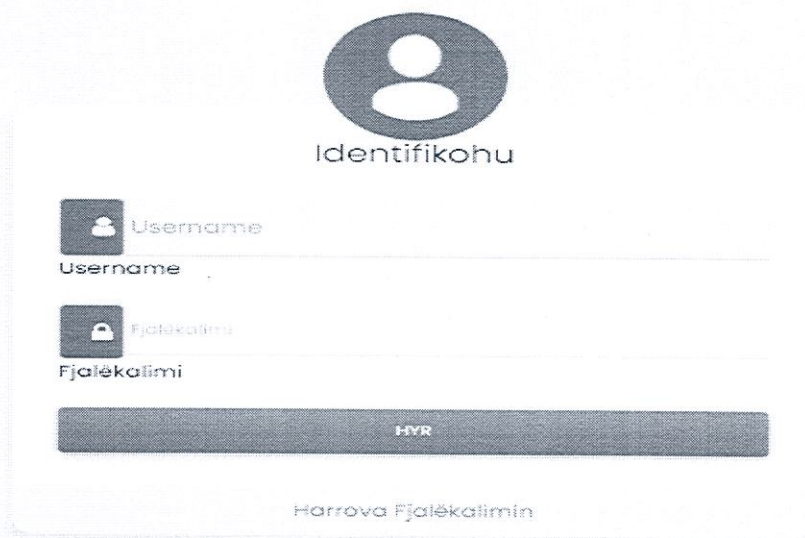 Identifikohu
Username
Username
Fjalëkalimi
Fjalëkalimi
HYR
Harrova Fjalëkalimin